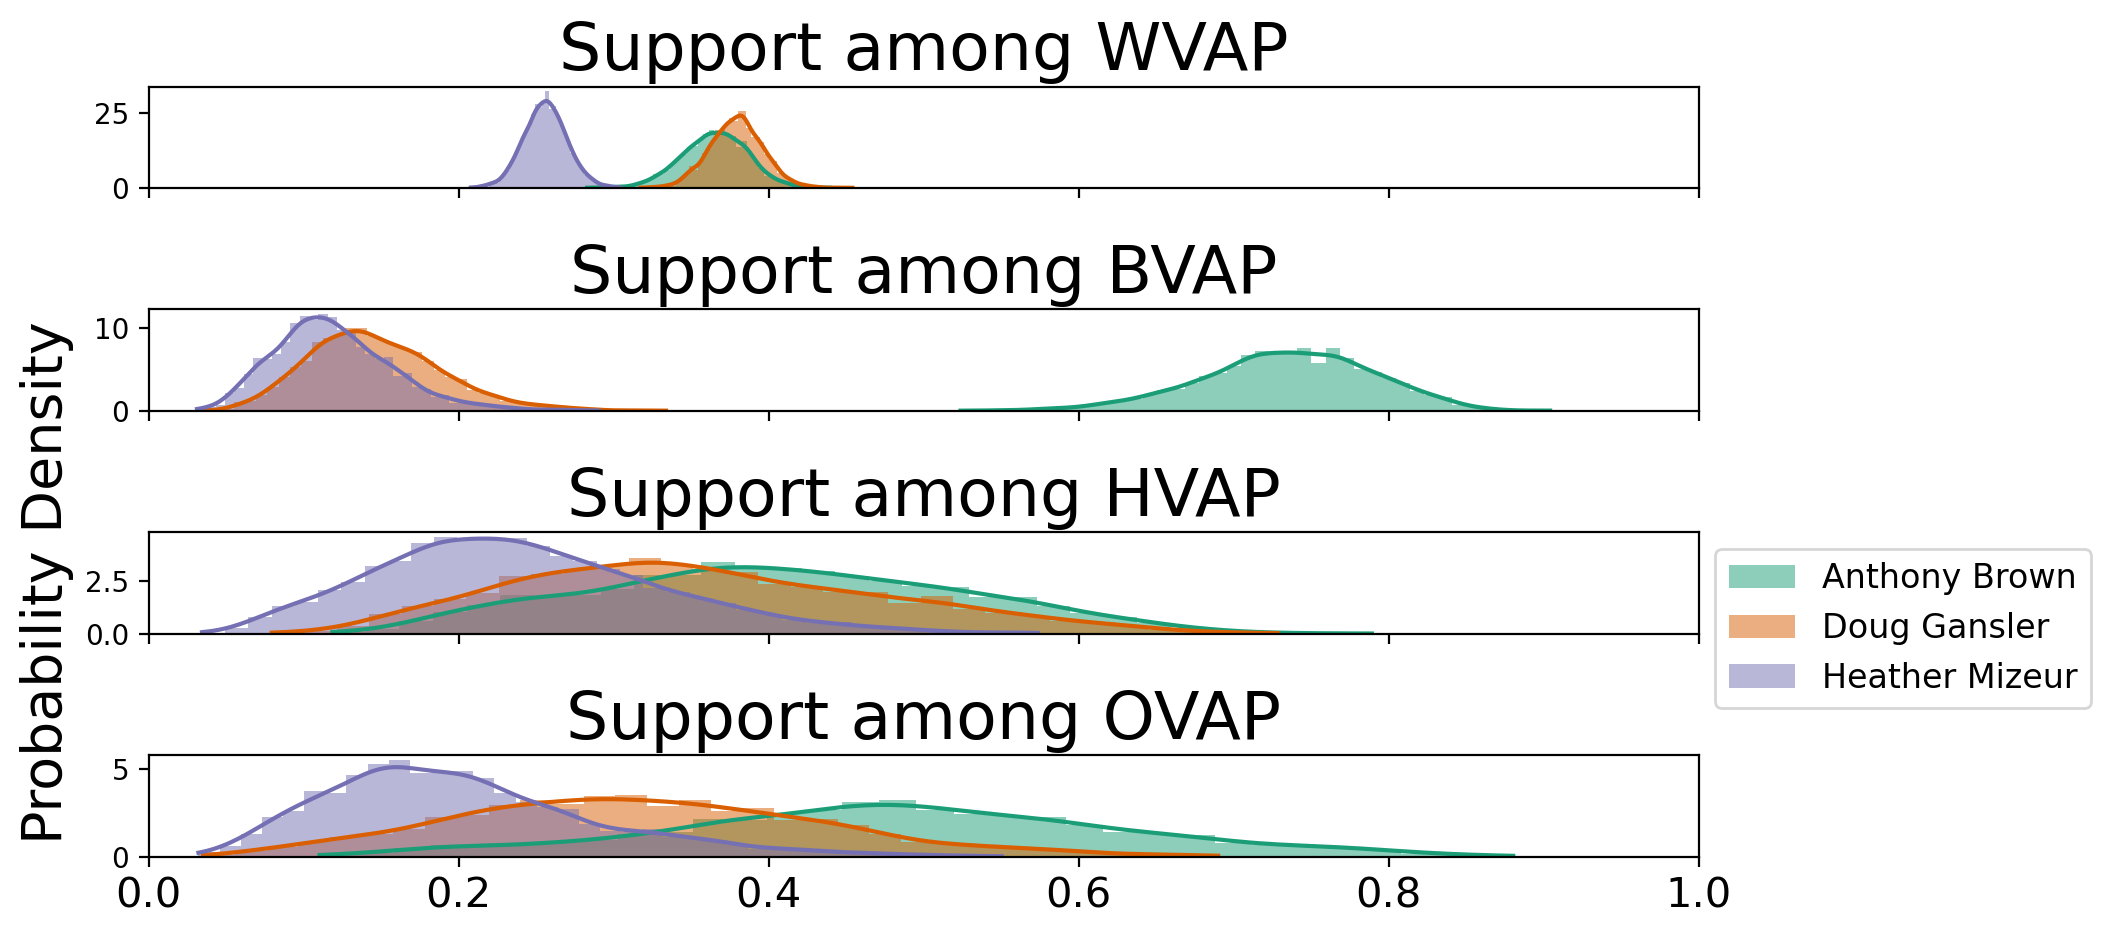 Support among WVAP
25
0
Support among BVAP
10
0
Probability Density
Support among HVAP
2.5
0.0
Anthony Brown
Doug Gansler
Heather Mizeur
Support among OVAP
5
0
0.0 0.2 0.4 0.6 0.8 1.0